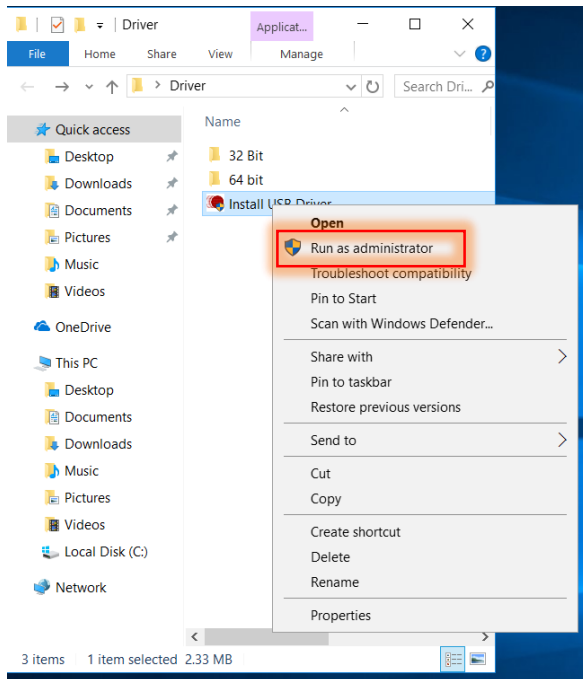 Driver
Applicat...
File
Home
Share
View
Manage
Driver
Search Dri...
Quick access
Desktop
Downloads
Documents
Pictures
Music
Videos
OneDrive
This PC
Desktop
Documents
Downloads
Music
Pictures
Videos
Local Disk (C:)
Network
Name
32 Bit
64 bit
Install USB Driver
Open
Run as administrator
Troubleshoot compatibility
Pin to Start
Scan with Windows Defender...
Share with
Pin to taskbar
Restore previous versions
Send to
Cut
Copy
Create shortcut
Delete
Rename
Properties
3 items 1 item selected 2.33 MB